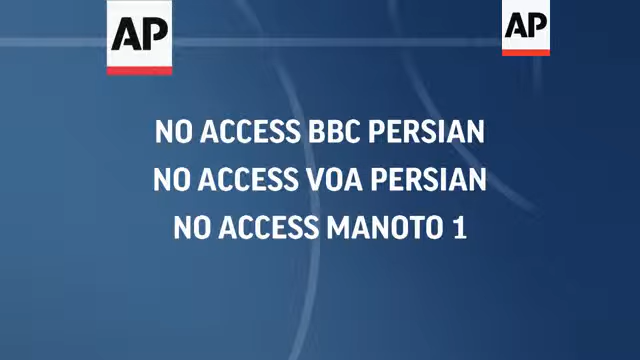 AP
AP
NO ACCESS BBC PERSIAN
NO ACCESS VOA PERSIAN
NO ACCESS MANOTO 1